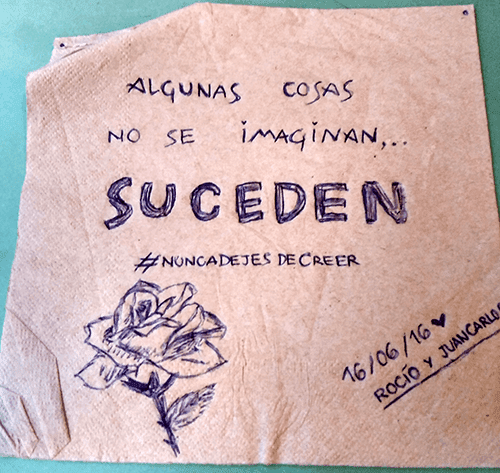 ALGUNAS COSAS
NO SE iMAGiNAN,...
SUCEDEN
#NUNCADEJESDECREER
16/06/16 ♥
ROCÍO Y JUANCARLOS